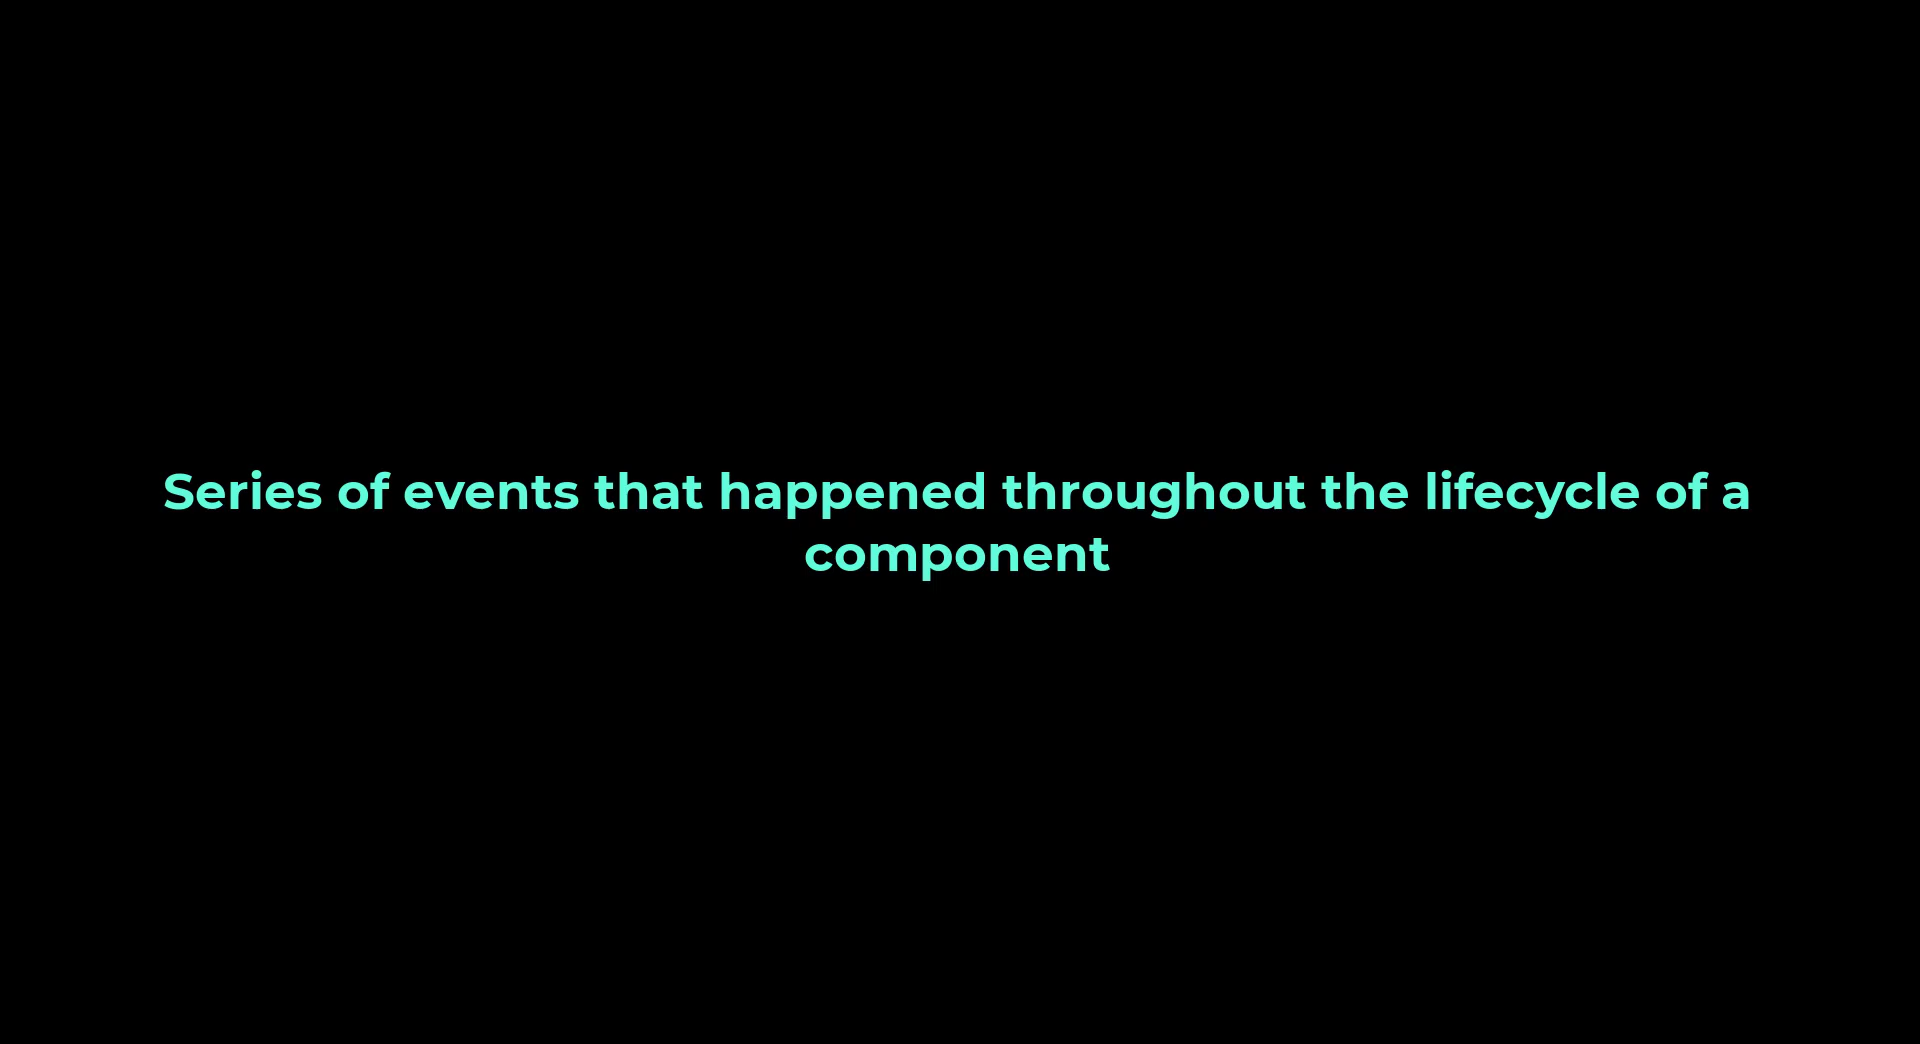 Series of events that happened throughout the lifecycle of a
component